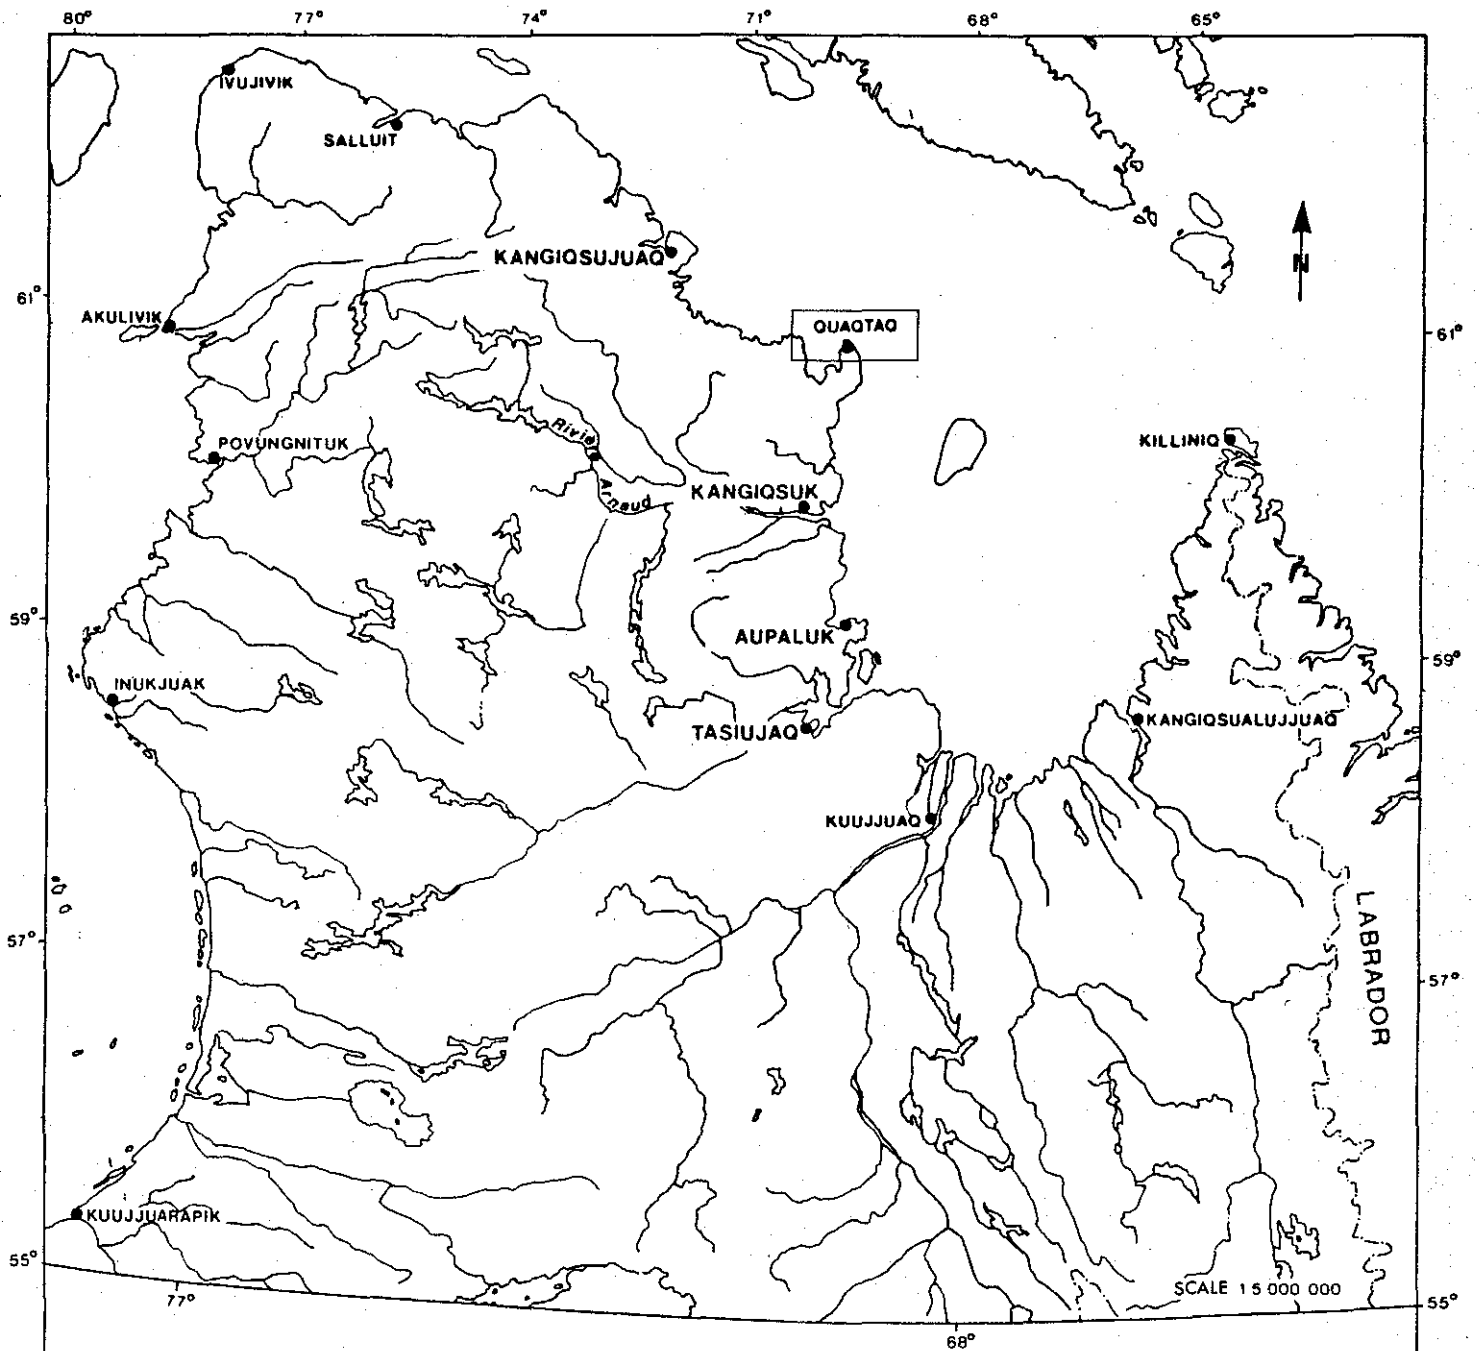 80° 77° 74° 71° 68° 65°
IVUJIVIK
SALLUIT
KANGIQSUJUAQ
N
61°
AKULIVIK
QUAQTAQ
61°
Rivie
POVUNGNITUK
KILLINIQ
KANGIQSUK
Arnaud
59°
AUPALUK
59°
INUKJUAK
KANGIQSUALUJJUAQ
TASIUJAQ
KUUJJUAQ
LABRADOR
57°
57°
KUUJJUARAPIK
55°
SCALE 1 5 000 000
77°
55°
68°